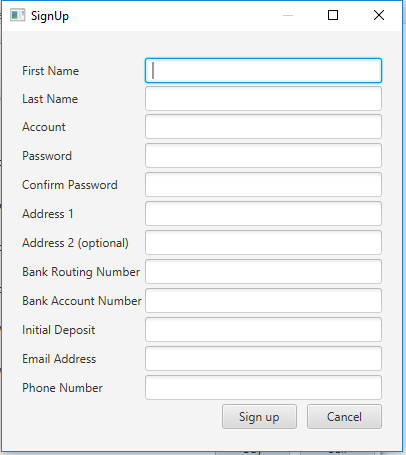 SignUp
First Name
Last Name
Account
Password
Confirm Password
Address 1
Address 2 (optional)
Bank Routing Number
Bank Account Number
Initial Deposit
Email Address
Phone Number
Sign up Cancel